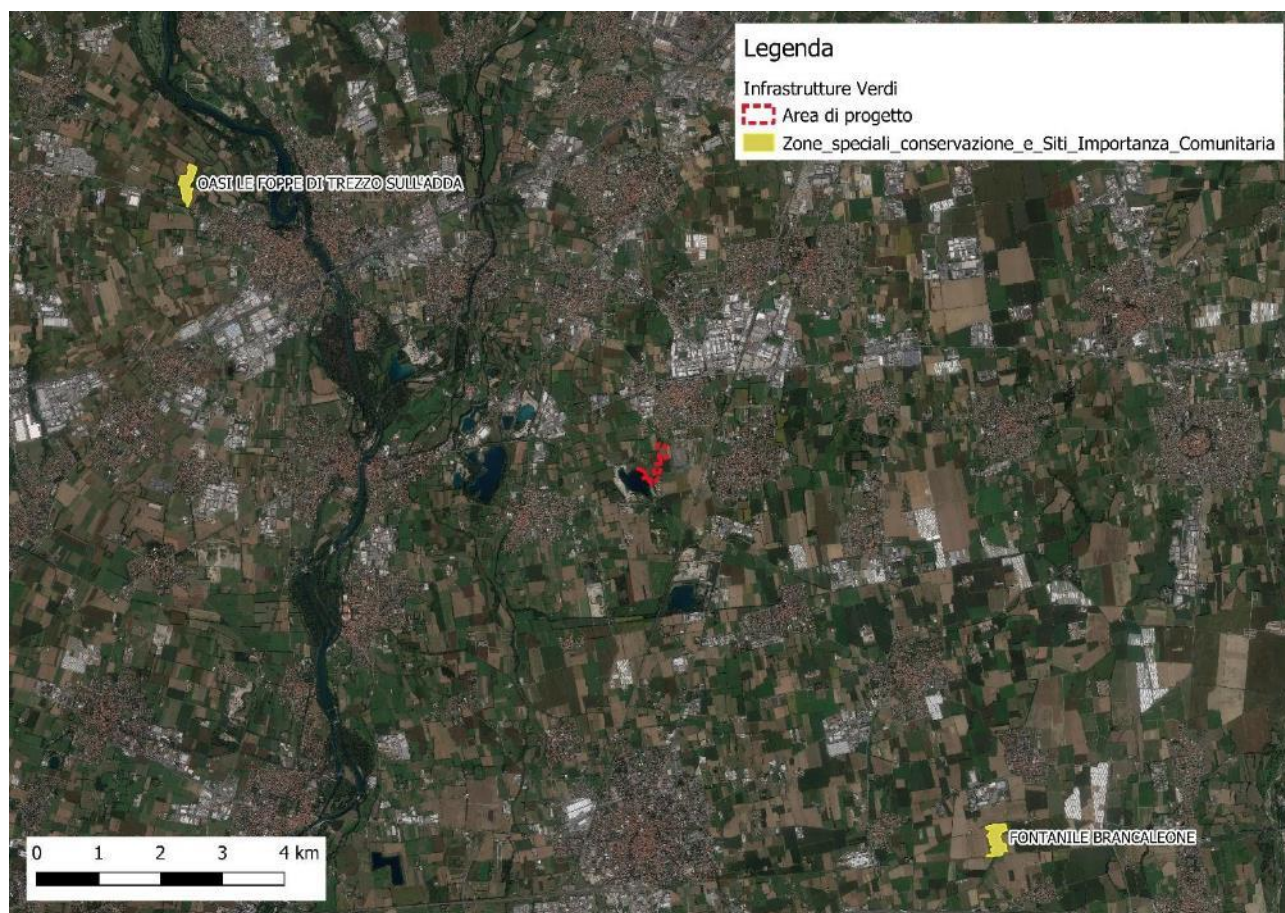 Legenda
Infrastrutture Verdi
Area di progetto
Zone_speciali_conservazione_e_Siti_Importanza_Comunitaria
OASI LE FOPPE DI TREZZO SULL'ADDA
FONTANILE BRANCALEONE
0 1 2 3 4 km